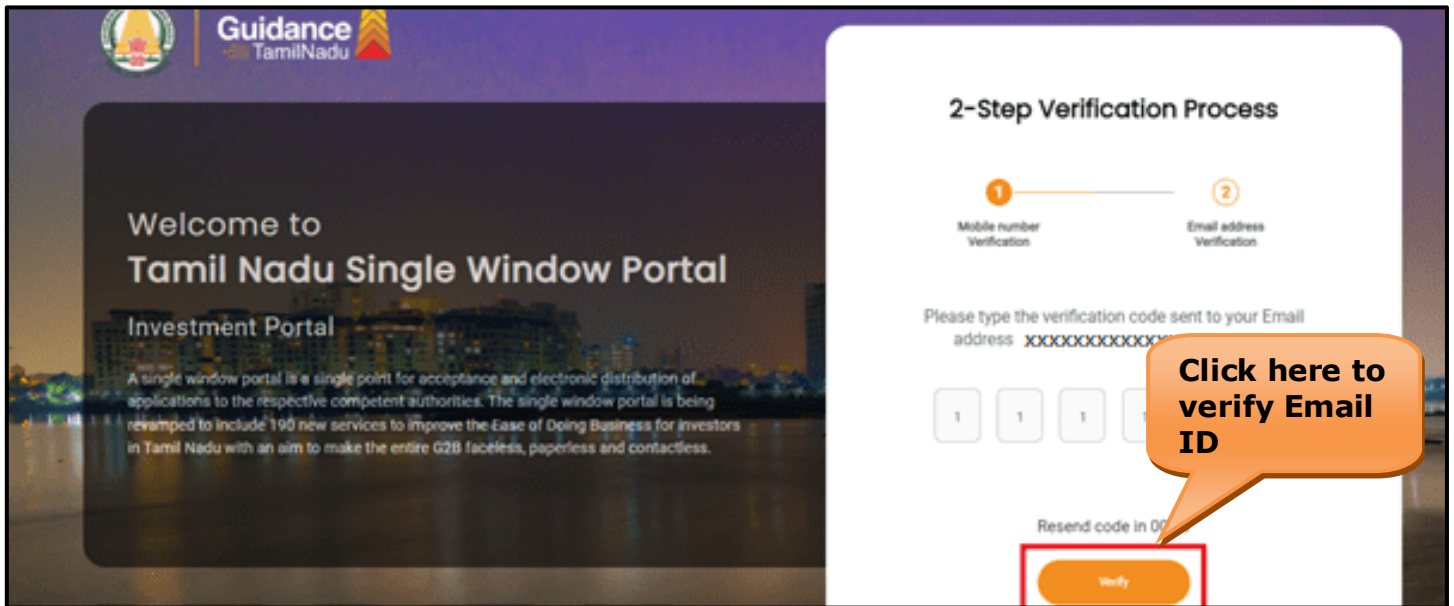 Guidance
TamilNadu
Welcome to
Tamil Nadu Single Window Portal
Investment Portal
A single window portal is a single point for acceptance and electronic distribution of
applications to the respective competent authorities. The single window portal is being
revamped to include 190 new services to improve the Ease of Doing Business for investors
in Tamil Nadu with an aim to make the entire G2B faceless, paperless and contactless.
2-Step Verification Process
1
2
Mobile number
Verification
Email address
Verification
Please type the verification code sent to your Email
address XXXXXXXXXXXXX
1 1 1 1
Click here to
verify Email
ID
Resend code in
Verify